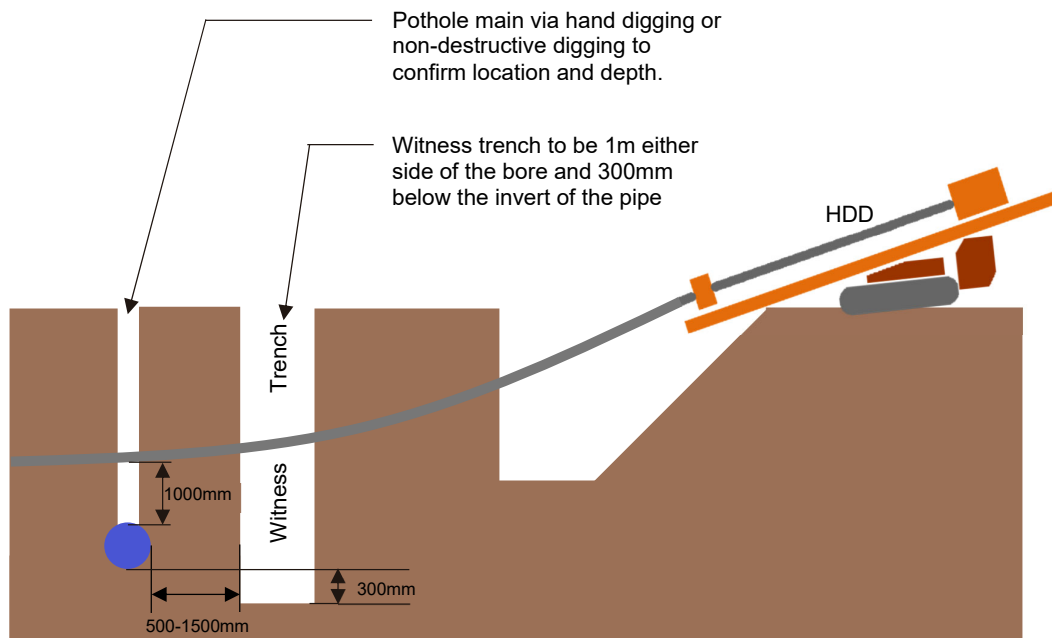 Pothole main via hand digging or
non-destructive digging to
confirm location and depth.
Witness trench to be 1m either
side of the bore and 300mm
below the invert of the pipe
HDD
Witness Trench
1000mm
300mm
500-1500mm